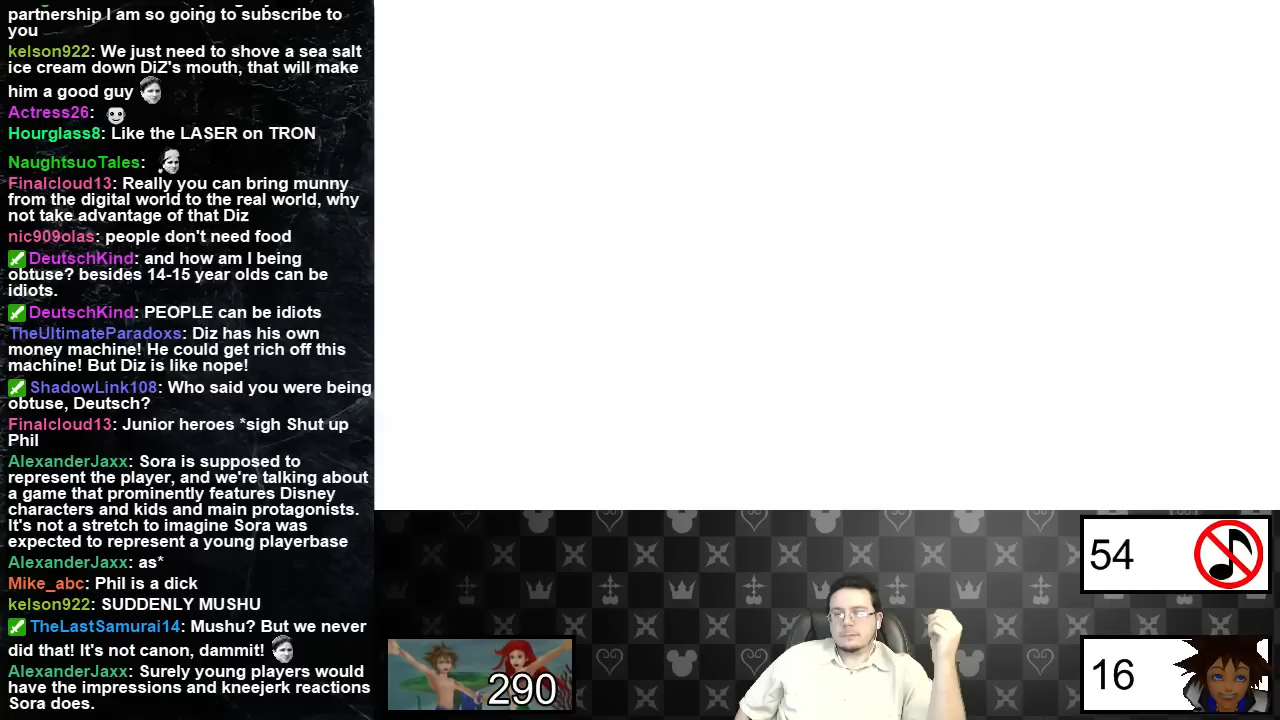 partnership I am so going to subscribe to
you
kelson922: We just need to shove a sea salt
ice cream down DiZ's mouth, that will make
him a good guy
Actress26:
Hourglass8: Like the LASER on TRON
NaughtsuoTales:
Finalcloud13: Really you can bring munny
from the digital world to the real world, why
not take advantage of that Diz
nic909olas: people don't need food
DeutschKind: and how am I being
obtuse? besides 14-15 year olds can be
idiots.
DeutschKind: PEOPLE can be idiots
TheUltimateParadoxs: Diz has his own
money machine! He could get rich off this
machine! But Diz is like nope!
ShadowLink108: Who said you were being
obtuse, Deutsch?
Finalcloud13: Junior heroes *sigh Shut up
Phil
AlexanderJaxx: Sora is supposed to
represent the player, and we're talking about
a game that prominently features Disney
characters and kids and main protagonists.
It's not a stretch to imagine Sora was
expected to represent a young playerbase
AlexanderJaxx: as*
Mike_abc: Phil is a dick
kelson922: SUDDENLY MUSHU
TheLastSamurai14: Mushu? But we never
did that! It's not canon, dammit!
AlexanderJaxx: Surely young players would
have the impressions and kneejerk reactions
Sora does.
290
54
16